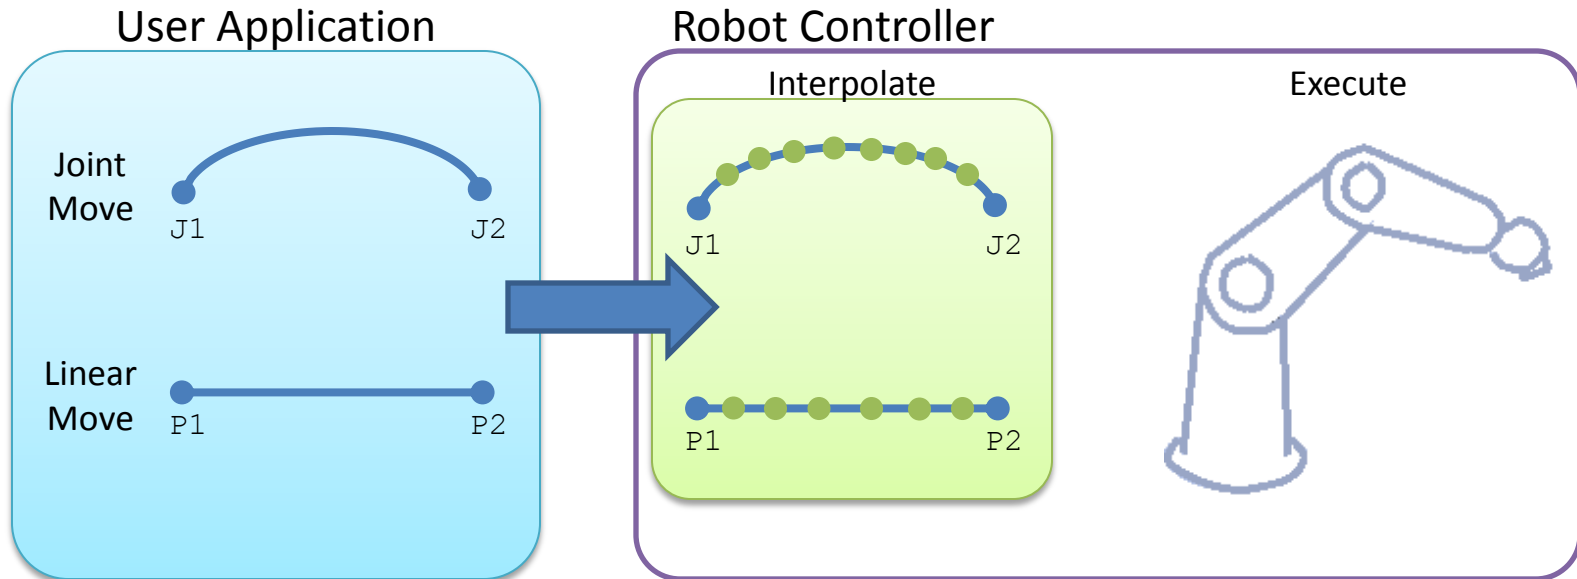 User Application
Joint
Move
J1
J2
Linear
Move
P1
P2
Robot Controller
Interpolate
J1
J2
P1
P2
Execute